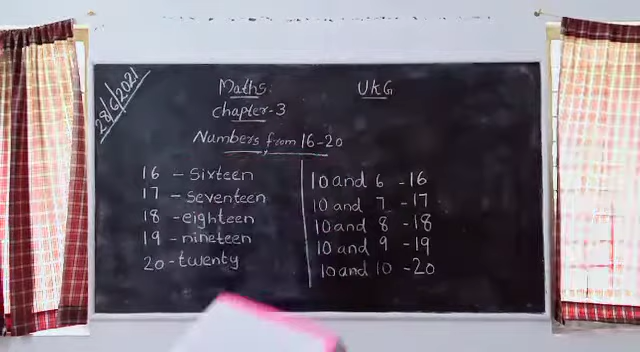 28/6/2021
Maths UKG
Chapter-3
Numbers from 16-20
16 - Sixteen
17 - Seventeen
18 - eighteen
19 - nineteen
20 - twenty
10 and 6 - 16
10 and 7 - 17
10 and 8 - 18
10 and 9 - 19
10 and 10 - 20